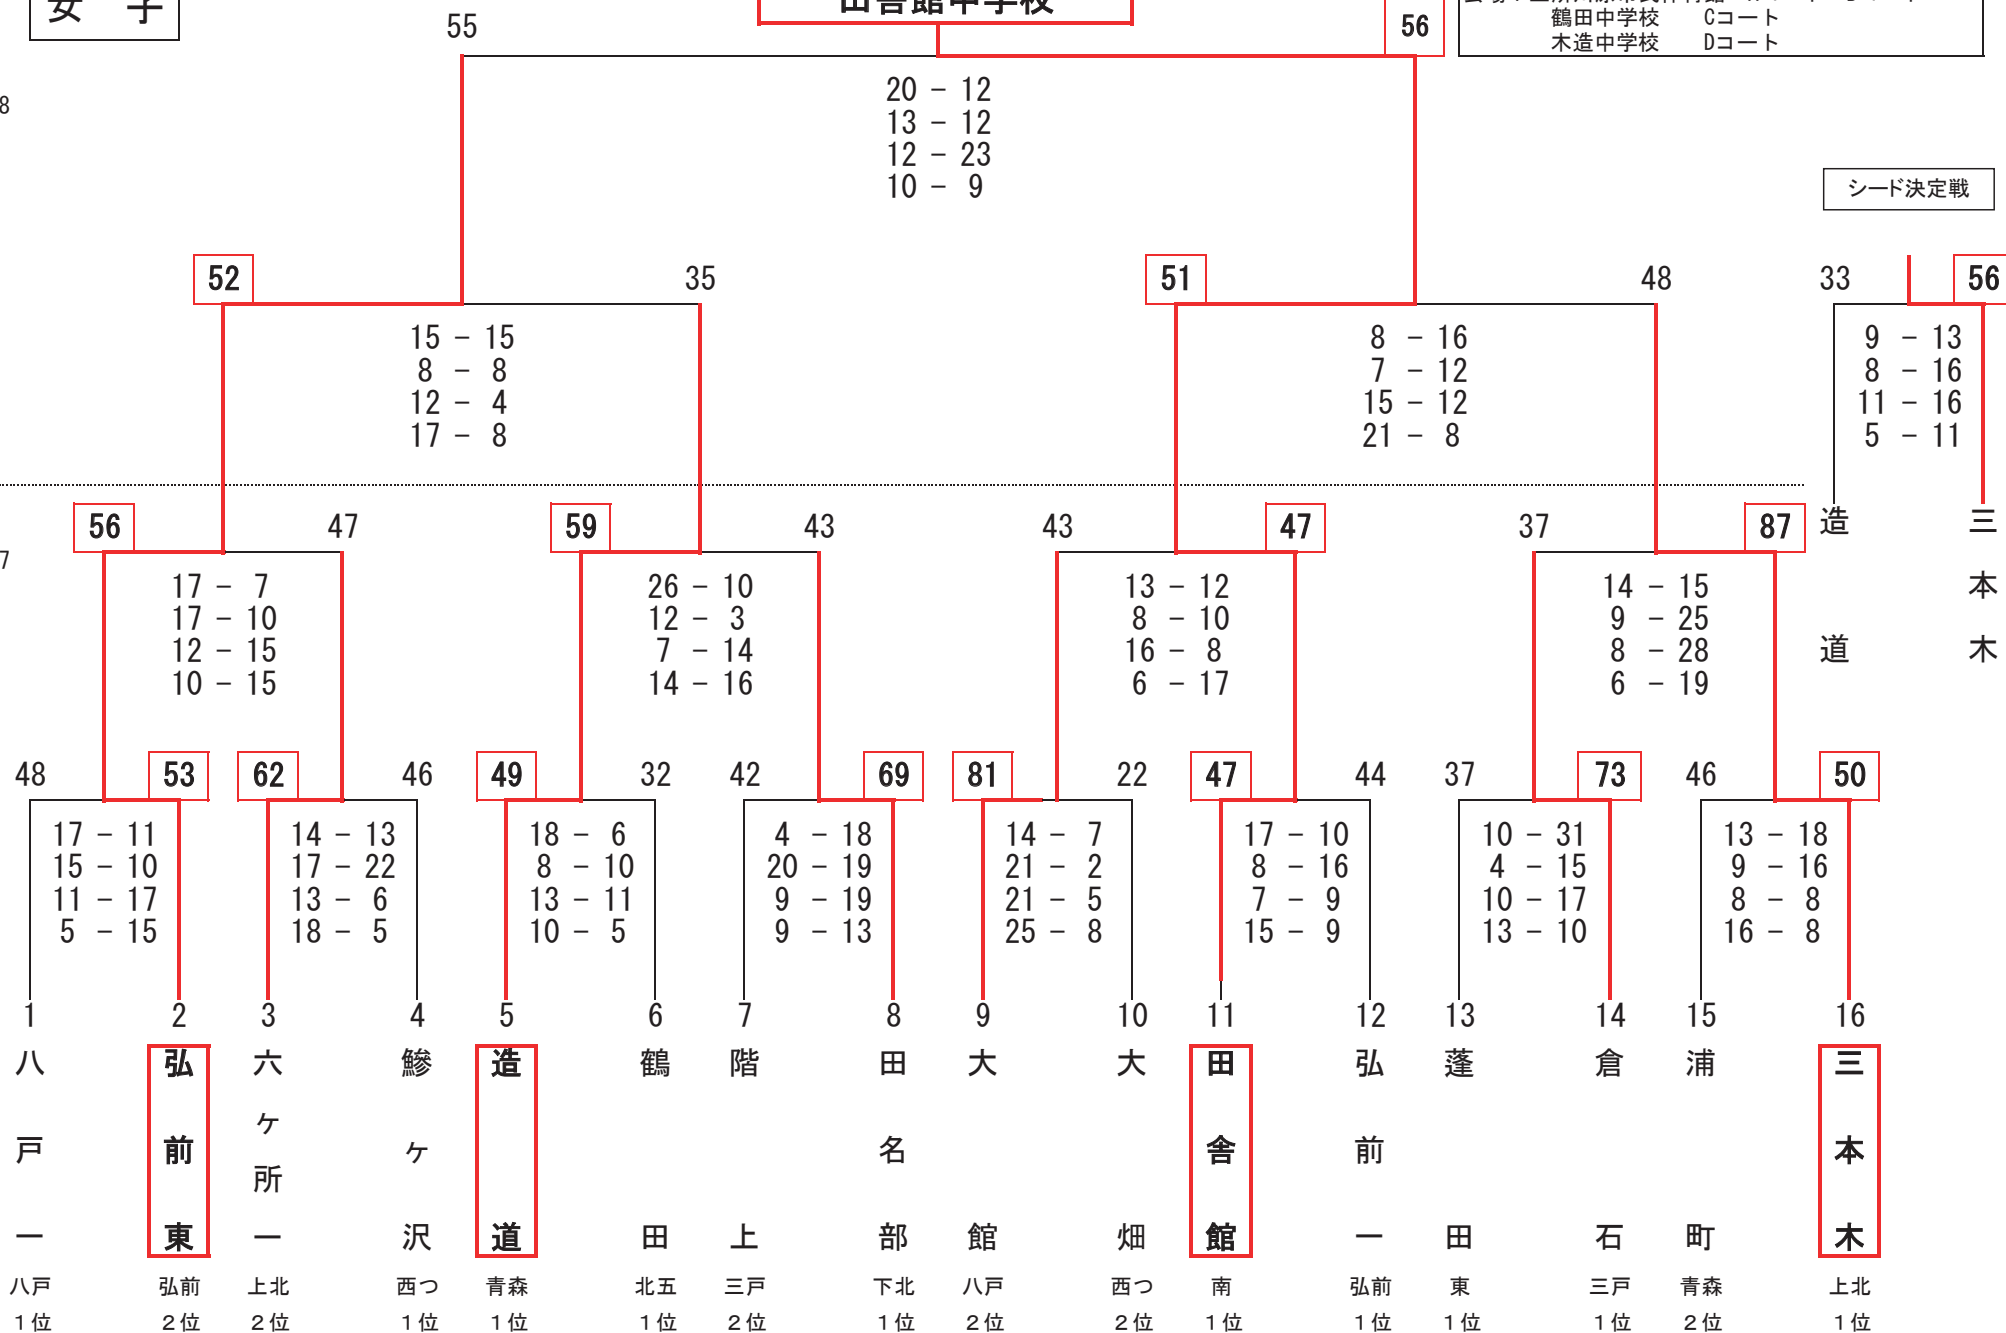 女　子
田舎館中学校
鶴田中学校　Cコート
木造中学校　Dコート
55
56
20 － 12
13 － 12
12 － 23
10 － 9
8
シード決定戦
52 35 51 48 33 56
15 － 15
8 － 8
12 － 4
17 － 8
8 － 16
7 － 12
15 － 12
21 － 8
9 － 13
8 － 16
11 － 16
5 － 11
造道
三本木
7
56 47 59 43 43 47 37 87
17 － 7
17 － 10
12 － 15
10 － 15
26 － 10
12 － 3
7 － 14
14 － 16
13 － 12
8 － 10
16 － 8
6 － 17
14 － 15
9 － 25
8 － 28
6 － 19
48 53 62 46 49 32 42 69 81 22 47 44 37 73 46 50
17 － 11
15 － 10
11 － 17
5 － 15
14 － 13
17 － 22
13 － 6
18 － 5
18 － 6
8 － 10
13 － 11
10 － 5
4 － 18
20 － 19
9 － 19
9 － 13
14 － 7
21 － 2
21 － 5
25 － 8
17 － 10
8 － 16
7 － 9
15 － 9
10 － 31
4 － 15
10 － 17
13 － 10
13 － 18
9 － 16
8 － 8
16 － 8
1 2 3 4 5 6 7 8 9 10 11 12 13 14 15 16
八戸一
弘前東
六ヶ所一
鰺ヶ沢
造道
鶴田
階上
田名部
大館
大畑
田舎館
弘前一
蓬田
倉石
浦町
三本木
八戸 弘前 上北 西つ 青森 北五 三戸 下北 八戸 西つ 南 弘前 東 三戸 青森 上北
１位 ２位 ２位 １位 １位 １位 ２位 １位 ２位 ２位 １位 １位 １位 １位 ２位 １位